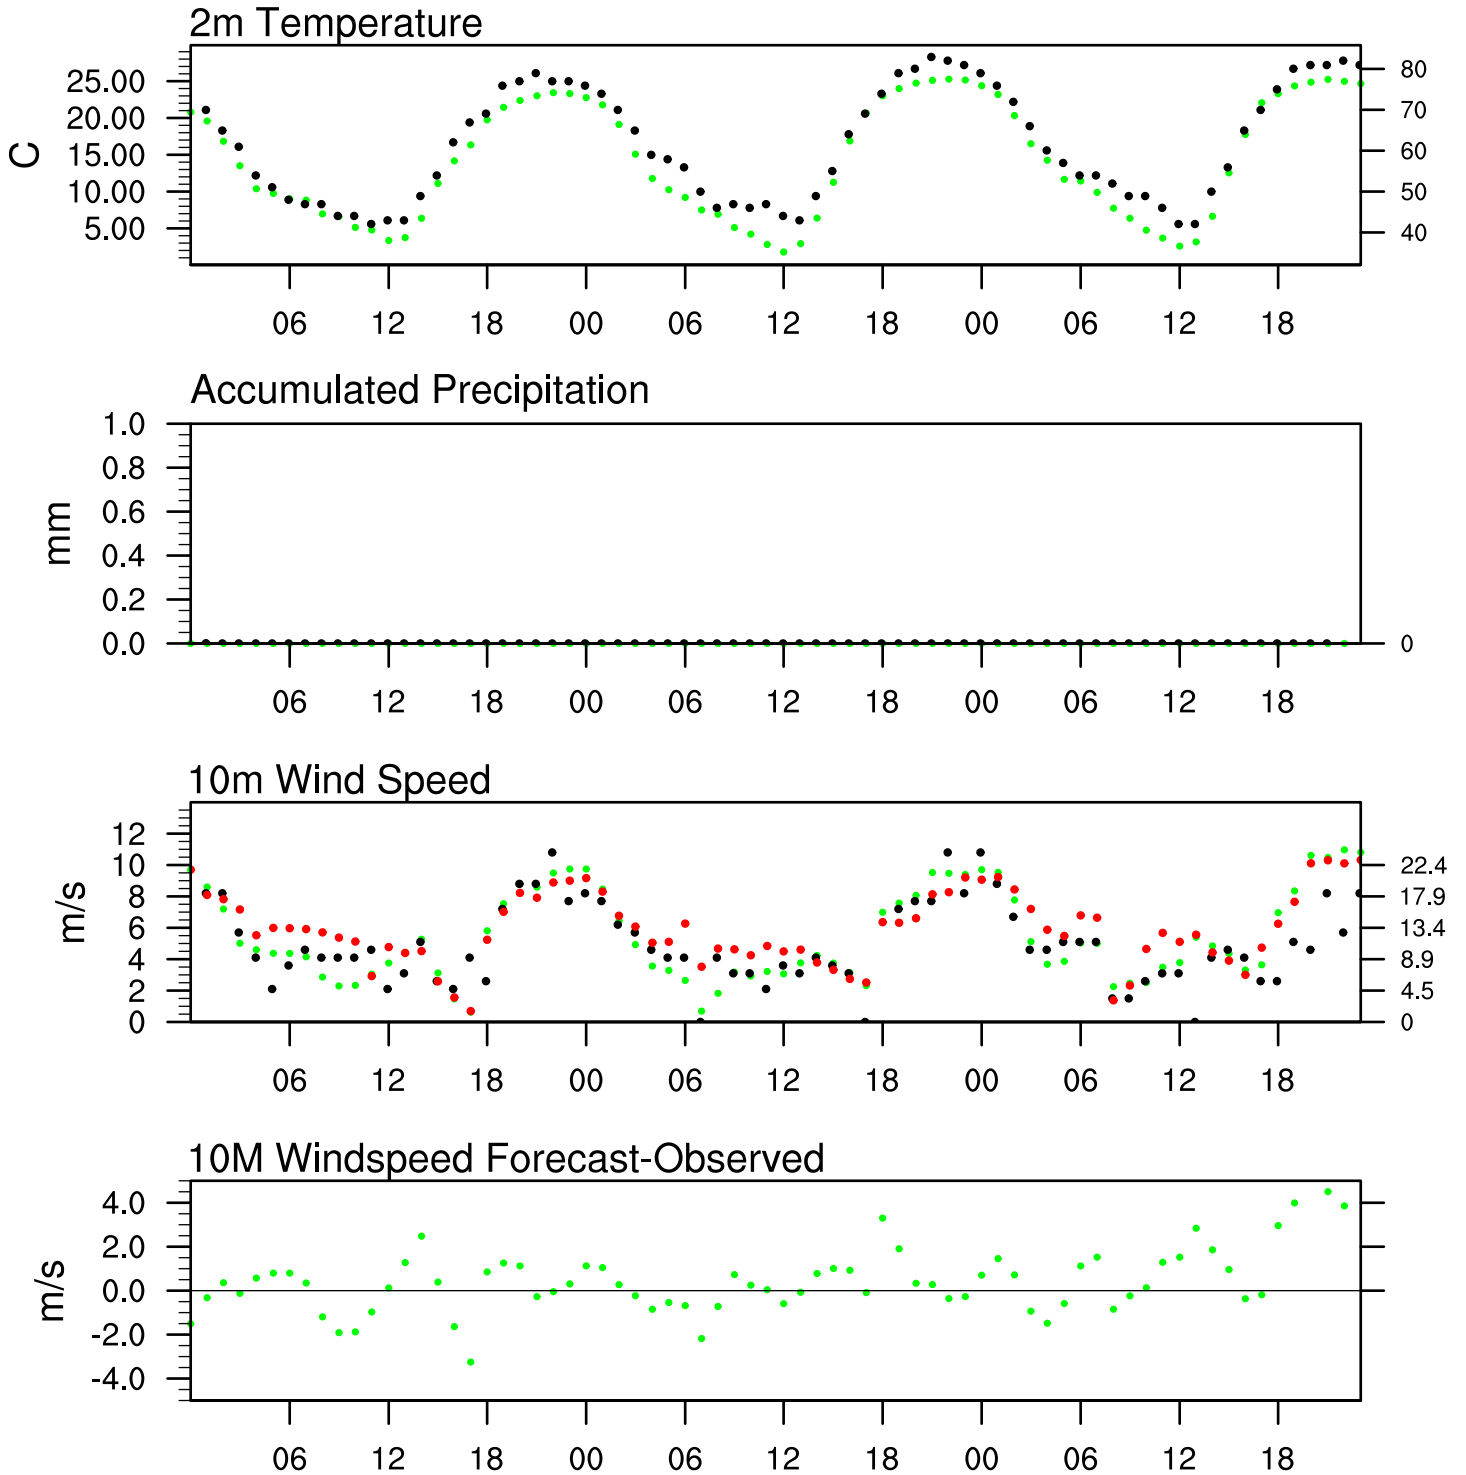 2m Temperature
C
25.00
20.00
15.00
10.00
5.00
80
70
60
50
40
06 12 18 00 06 12 18 00 06 12 18
Accumulated Precipitation
mm
1.0
0.8
0.6
0.4
0.2
0.0
0
06 12 18 00 06 12 18 00 06 12 18
10m Wind Speed
m/s
12
10
8
6
4
2
0
22.4
17.9
13.4
8.9
4.5
0
06 12 18 00 06 12 18 00 06 12 18
10M Windspeed Forecast-Observed
m/s
4.0
2.0
0.0
-2.0
-4.0
06 12 18 00 06 12 18 00 06 12 18